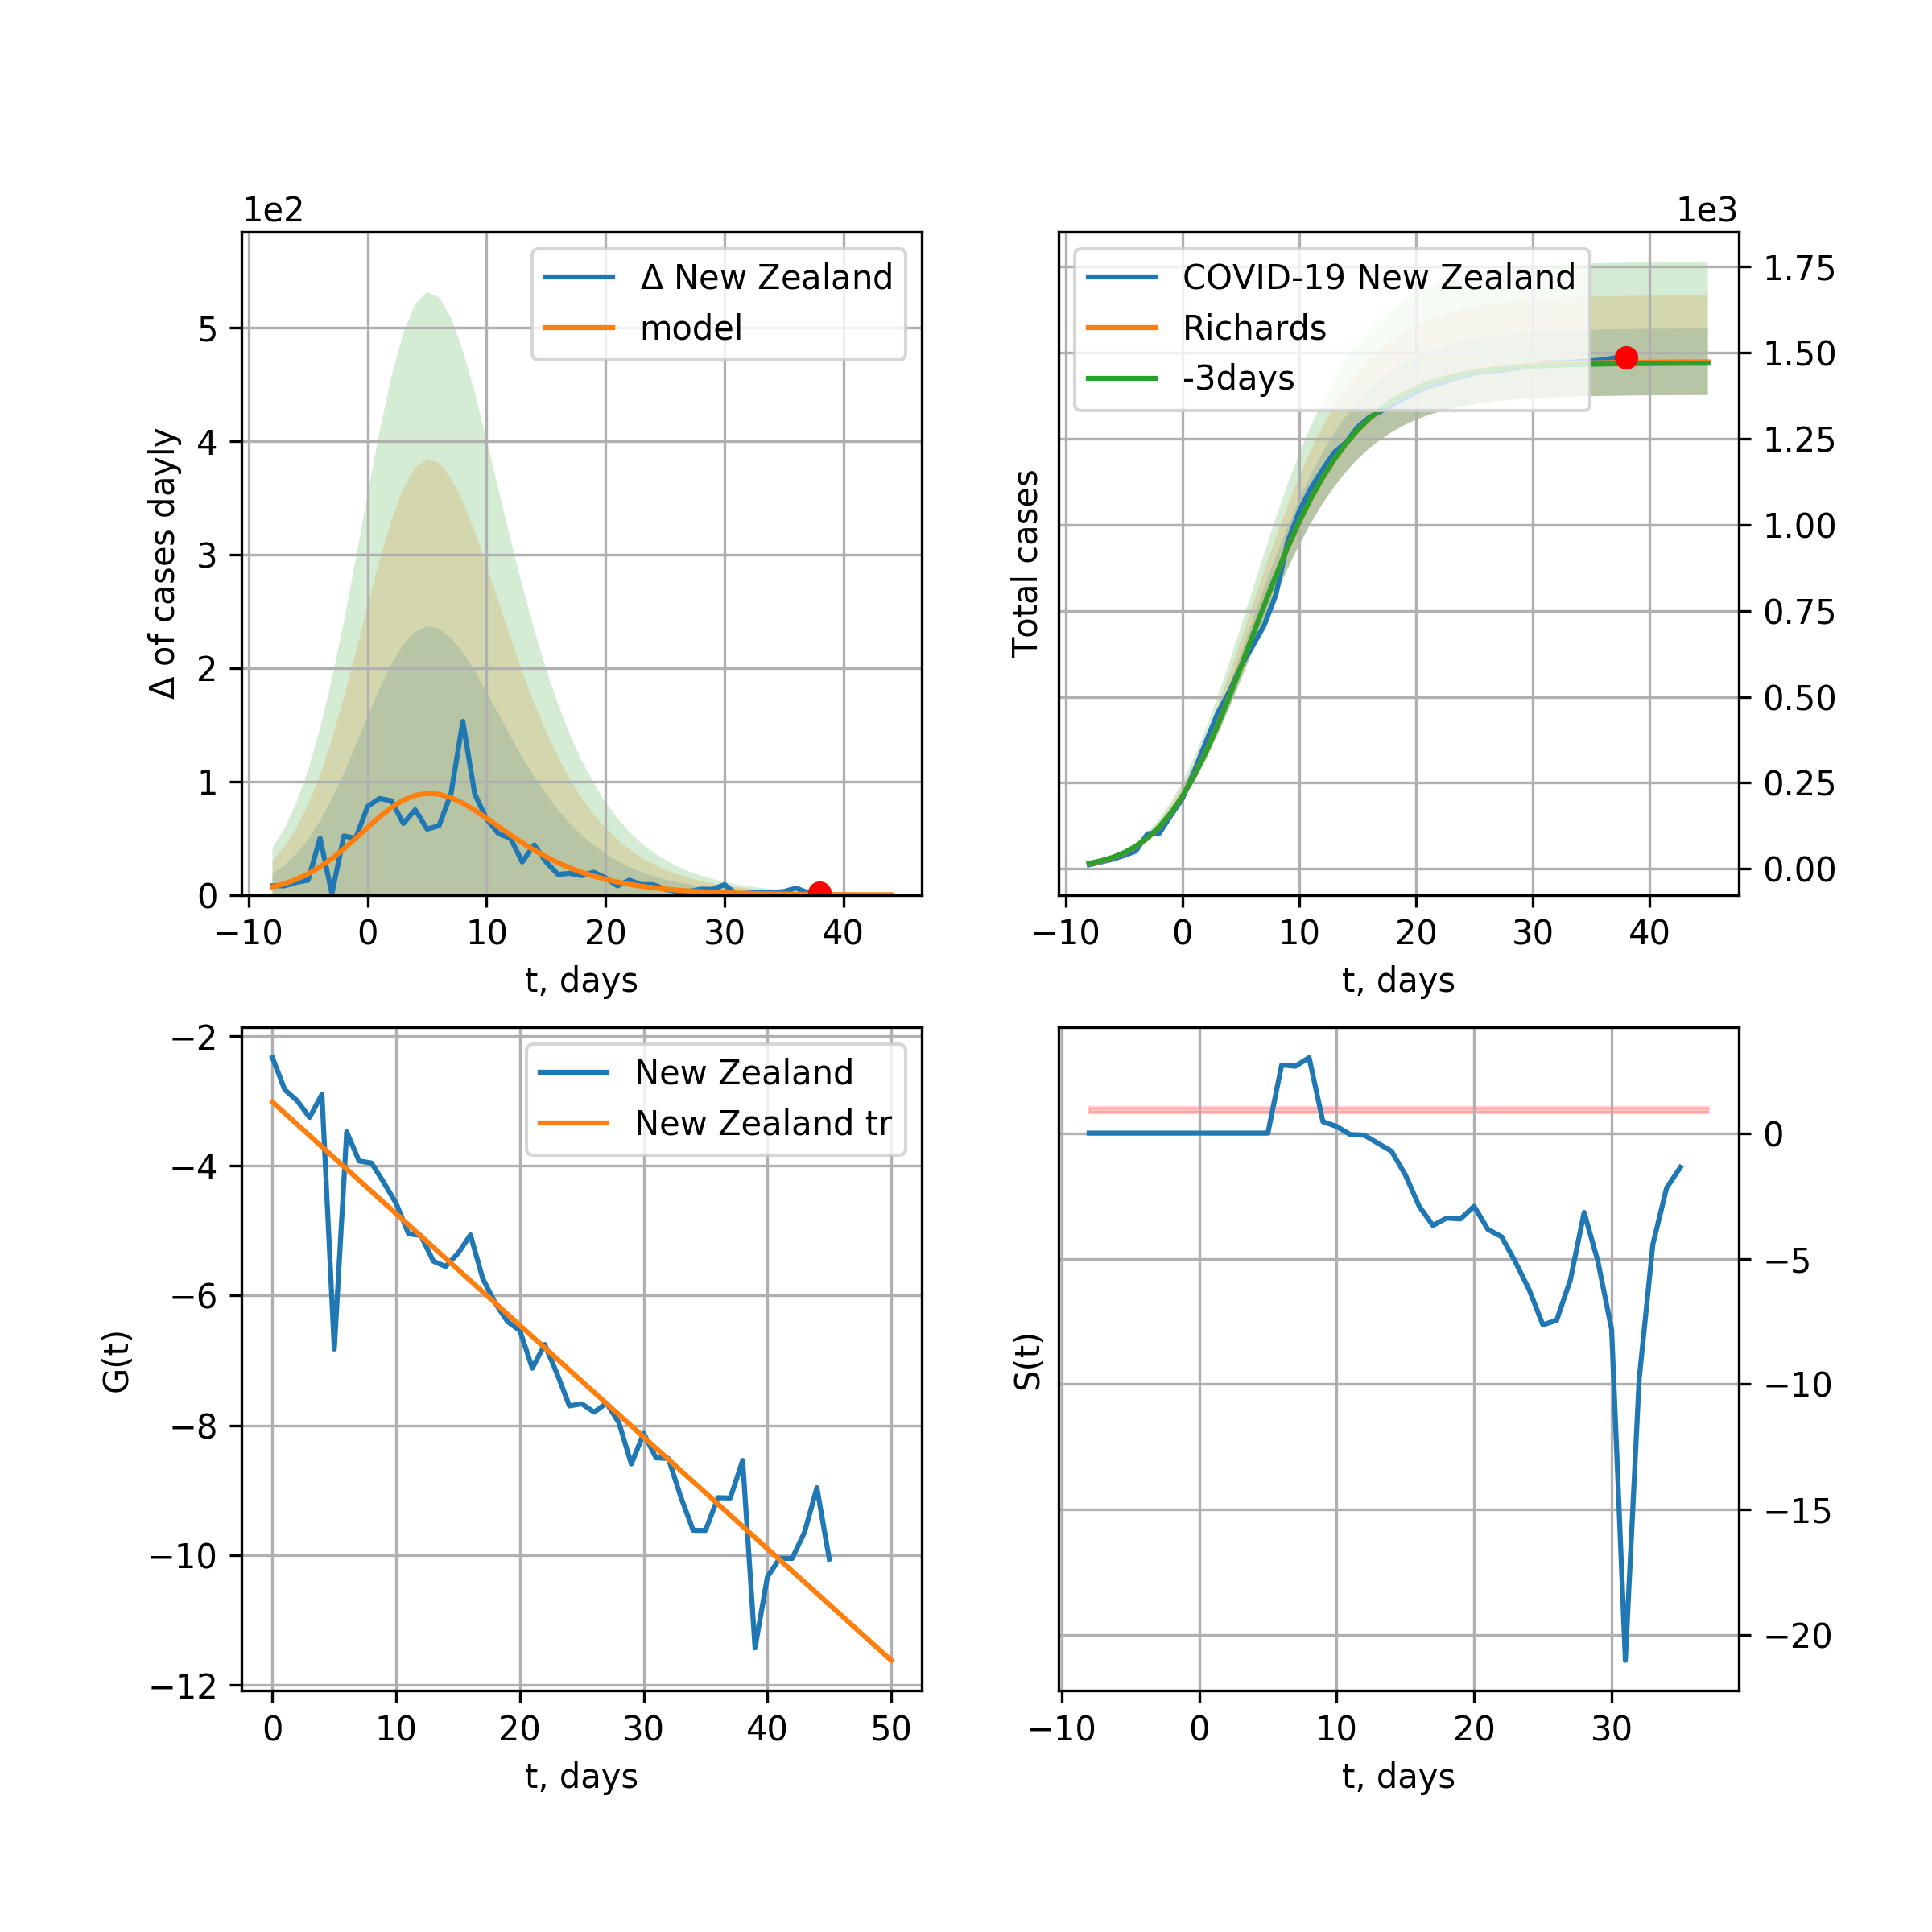 1e2
Δ New Zealand
model
5
4
3
2
1
0
Δ of cases dayly
−10 0 10 20 30 40
t, days
1e3
COVID-19 New Zealand
Richards
-3days
1.75
1.50
1.25
1.00
0.75
0.50
0.25
0.00
Total cases
−10 0 10 20 30 40
t, days
New Zealand
New Zealand tr
−2
−4
−6
−8
−10
−12
G(t)
0 10 20 30 40 50
t, days
0
−5
−10
−15
−20
S(t)
−10 0 10 20 30
t, days